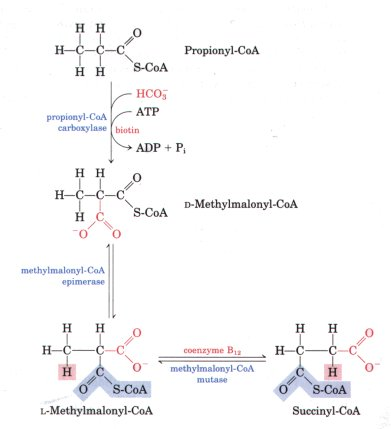 H H
O
H–C–C–C
Propionyl-CoA
S-CoA
H H
HCO₃⁻
propionyl-CoA
carboxylase
ATP
biotin
ADP + Pᵢ
H H
O
H–C–C–C
S-CoA
D-Methylmalonyl-CoA
H C
⁻O O
methylmalonyl-CoA
epimerase
H H O
H–C C–C
O⁻
H C
O S-CoA
L-Methylmalonyl-CoA
coenzyme B₁₂
methylmalonyl-CoA
mutase
H H O
H–C C–C
O⁻
C H
O S-CoA
Succinyl-CoA